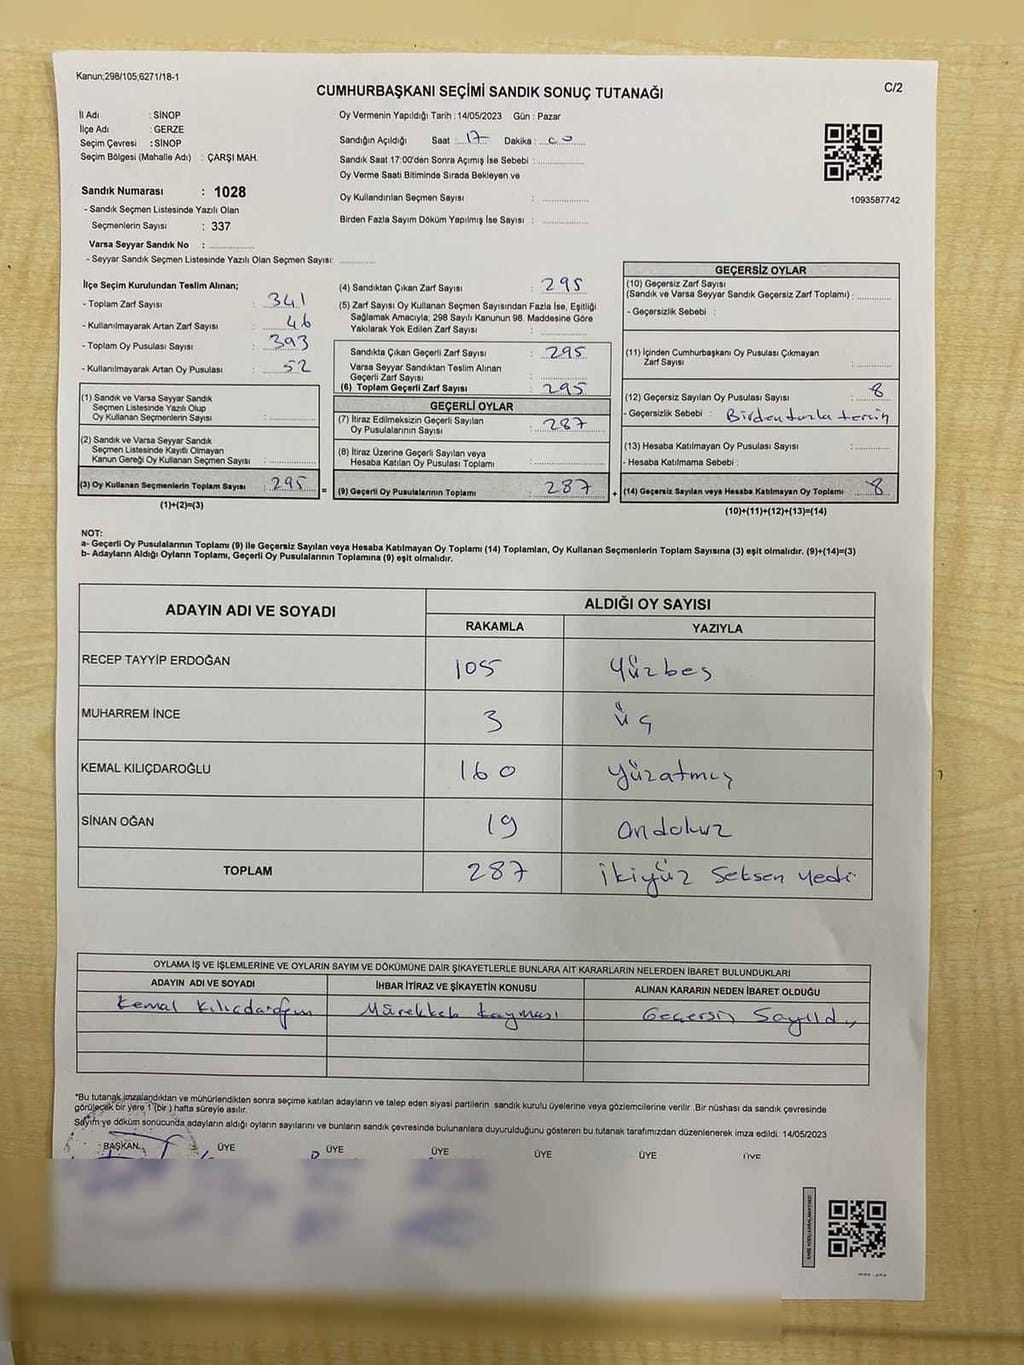 Kanun;298/105;6271/18-1
CUMHURBAŞKANI SEÇİMİ SANDIK SONUÇ TUTANAĞI
C/2
İl Adı : SİNOP
İlçe Adı : GERZE
Seçim Çevresi : SİNOP
Seçim Bölgesi (Mahalle Adı) : ÇARŞI MAH.
Sandık Numarası : 1028
- Sandık Seçmen Listesinde Yazılı Olan
Seçmenlerin Sayısı : 337
Varsa Seyyar Sandık No : ............
- Seyyar Sandık Seçmen Listesinde Yazılı Olan Seçmen Sayısı: ............
Oy Vermenin Yapıldığı Tarih : 14/05/2023 Gün : Pazar
Sandığın Açıldığı Saat : 17 Dakika : 00
Sandık Saat 17:00'den Sonra Açımış İse Sebebi : ............
Oy Verme Saati Bitiminde Sırada Bekleyen ve
Oy Kullandırılan Seçmen Sayısı : ............
Birden Fazla Sayım Döküm Yapılmış İse Sayısı : ............
1093587742
İlçe Seçim Kurulundan Teslim Alınan;
- Toplam Zarf Sayısı : 341
- Kullanılmayarak Artan Zarf Sayısı : 46
- Toplam Oy Pusulası Sayısı : 393
- Kullanılmayarak Artan Oy Pusulası : 52
(1) Sandık ve Varsa Seyyar Sandık
Seçmen Listesinde Yazılı Olup
Oy Kullanan Seçmenlerin Sayısı : ............
(2) Sandık ve Varsa Seyyar Sandık
Seçmen Listesinde Kayıtlı Olmayan
Kanun Gereği Oy Kullanan Seçmen Sayısı : ............
(3) Oy Kullanan Seçmenlerin Toplam Sayısı : 295 =
(1)+(2)=(3)
(4) Sandıktan Çıkan Zarf Sayısı : 295
(5) Zarf Sayısı Oy Kullanan Seçmen Sayısından Fazla İse, Eşitliği
Sağlamak Amacıyla; 298 Sayılı Kanunun 98. Maddesine Göre
Yakılarak Yok Edilen Zarf Sayısı : ............
Sandıkta Çıkan Geçerli Zarf Sayısı : 295
Varsa Seyyar Sandıktan Teslim Alınan
Geçerli Zarf Sayısı : ............
(6) Toplam Geçerli Zarf Sayısı : 295
GEÇERLİ OYLAR
(7) İtiraz Edilmeksizin Geçerli Sayılan
Oy Pusulalarının Sayısı : 287
(8) İtiraz Üzerine Geçerli Sayılan veya
Hesaba Katılan Oy Pusulası Toplamı : ............
(9) Geçerli Oy Pusulalarının Toplamı : 287 +
GEÇERSİZ OYLAR
(10) Geçersiz Zarf Sayısı
(Sandık ve Varsa Seyyar Sandık Geçersiz Zarf Toplamı) : ............
- Geçersizlik Sebebi :
(11) İçinden Cumhurbaşkanı Oy Pusulası Çıkmayan
Zarf Sayısı : ............
(12) Geçersiz Sayılan Oy Pusulası Sayısı : 8
- Geçersizlik Sebebi : Birden fazla tercih
(13) Hesaba Katılmayan Oy Pusulası Sayısı : ............
- Hesaba Katılmama Sebebi :
(14) Geçersiz Sayılan veya Hesaba Katılmayan Oy Toplamı : 8
(10)+(11)+(12)+(13)=(14)
NOT:
a- Geçerli Oy Pusulalarının Toplamı (9) ile Geçersiz Sayılan veya Hesaba Katılmayan Oy Toplamı (14) Toplamları, Oy Kullanan Seçmenlerin Toplam Sayısına (3) eşit olmalıdır. (9)+(14)=(3)
b- Adayların Aldığı Oyların Toplamı, Geçerli Oy Pusulalarının Toplamına (9) eşit olmalıdır.
ADAYIN ADI VE SOYADI
ALDIĞI OY SAYISI
RAKAMLA YAZIYLA
RECEP TAYYİP ERDOĞAN 105 Yüzbeş
MUHARREM İNCE 3 üç
KEMAL KILIÇDAROĞLU 160 Yüzatmış
SİNAN OĞAN 19 Ondokuz
TOPLAM 287 İkiyüz Seksen yedi
OYLAMA İŞ VE İŞLEMLERİNE VE OYLARIN SAYIM VE DÖKÜMÜNE DAİR ŞİKAYETLERLE BUNLARA AİT KARARLARIN NELERDEN İBARET BULUNDUKLARI
ADAYIN ADI VE SOYADI İHBAR İTİRAZ VE ŞİKAYETİN KONUSU ALINAN KARARIN NEDEN İBARET OLDUĞU
Kemal Kılıçdaroğlu Mürekkeb kayması Geçersiz Sayıldı
*Bu tutanak imzalandıktan ve mühürlendikten sonra seçime katılan adayların ve talep eden siyasi partilerin sandık kurulu üyelerine veya gözlemcilerine verilir .Bir nüshası da sandık çevresinde
görülecek bir yere 1 (bir ) hafta süreyle asılır.
Sayım ve döküm sonucunda adayların aldığı oyların sayılarını ve bunların sandık çevresinde bulunanlara duyurulduğunu gösteren bu tutanak tarafımızdan düzenlenerek imza edildi. 14/05/2023
BAŞKAN ÜYE ÜYE ÜYE ÜYE ÜYE ÜYE